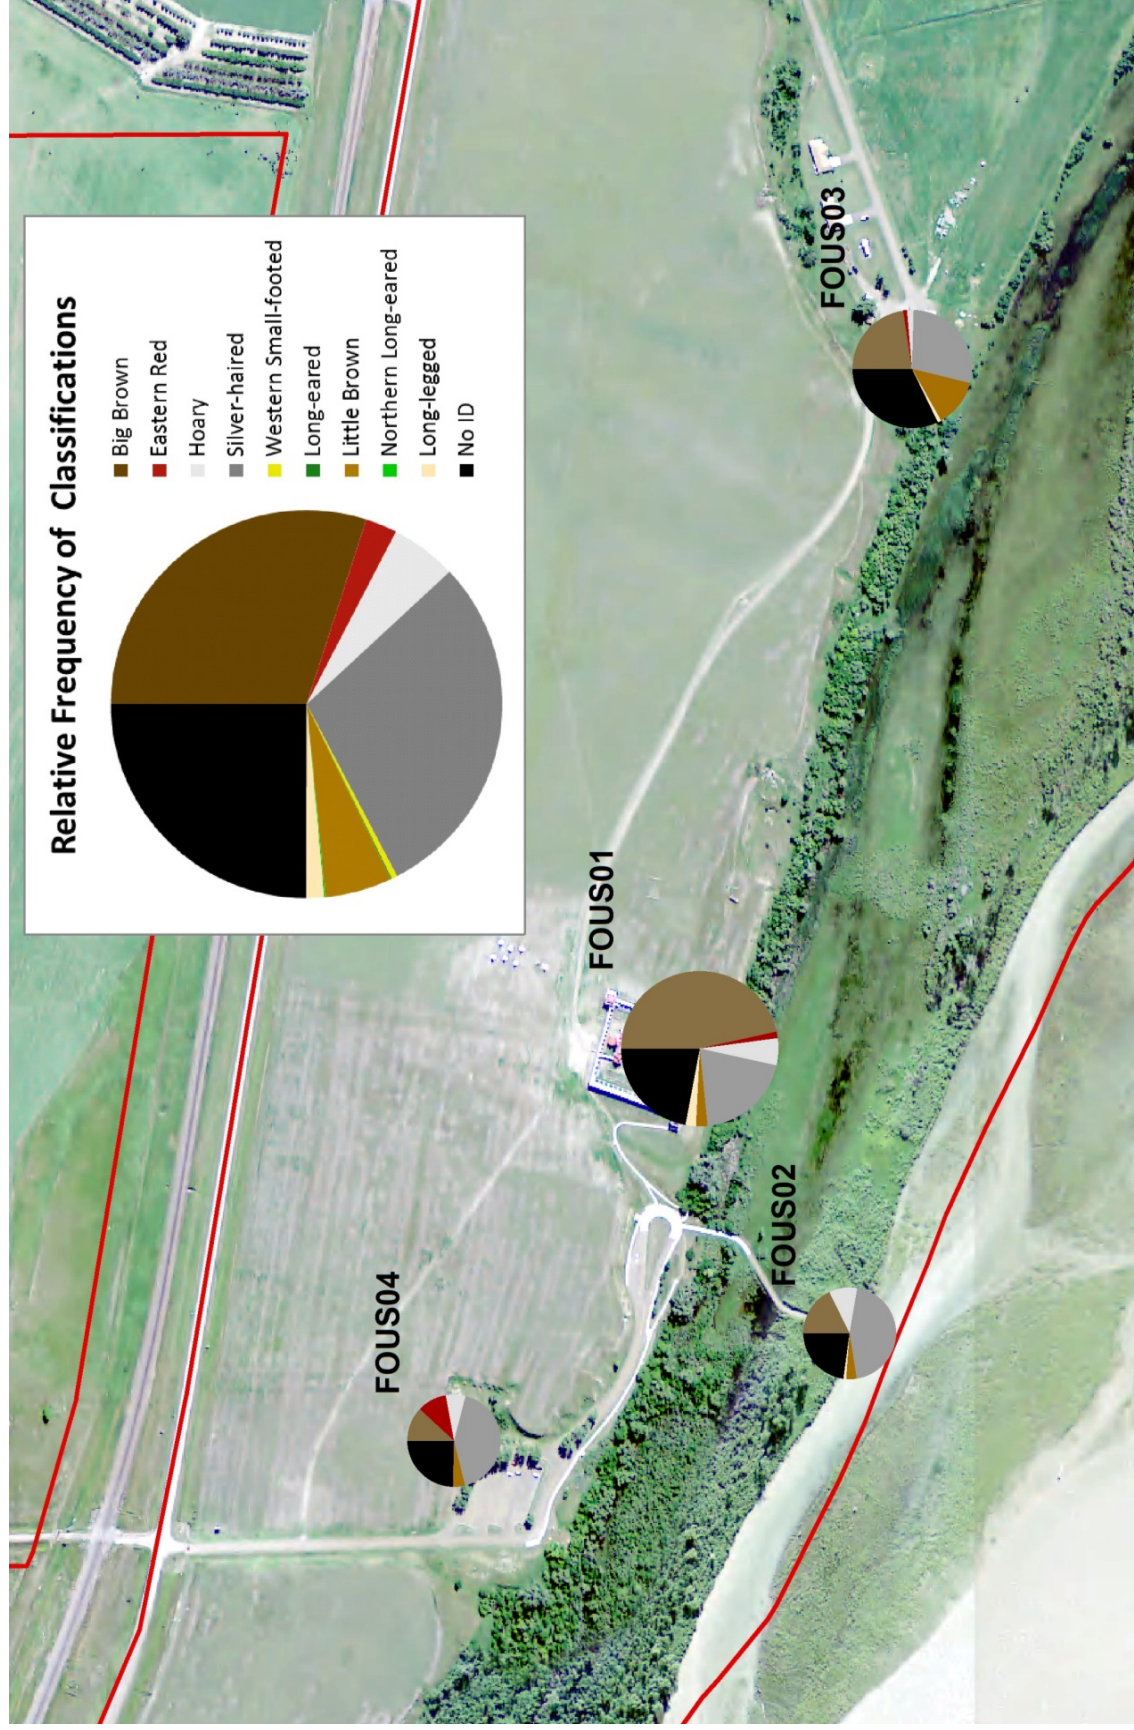 Relative Frequency of Classifications
Big Brown
Eastern Red
Hoary
Silver-haired
Western Small-footed
Long-eared
Little Brown
Northern Long-eared
Long-legged
No ID
FOUS04
FOUS02
FOUS01
FOUS03